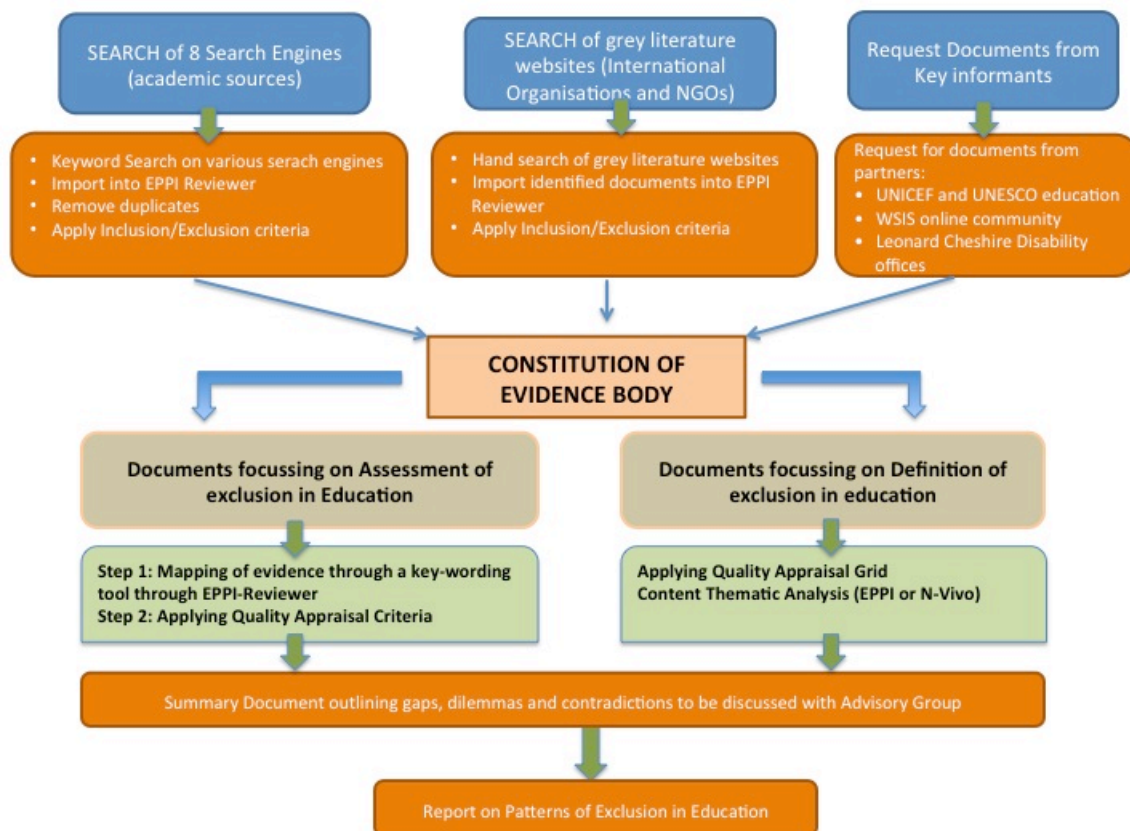 SEARCH of 8 Search Engines
(academic sources)
SEARCH of grey literature
websites (International
Organisations and NGOs)
Request Documents from
Key informants
• Keyword Search on various serach engines
• Import into EPPI Reviewer
• Remove duplicates
• Apply Inclusion/Exclusion criteria
• Hand search of grey literature websites
• Import identified documents into EPPI
Reviewer
• Apply Inclusion/Exclusion criteria
Request for documents from
partners:
• UNICEF and UNESCO education
• WSIS online community
• Leonard Cheshire Disability
offices
CONSTITUTION OF
EVIDENCE BODY
Documents focussing on Assessment of
exclusion in Education
Documents focussing on Definition of
exclusion in education
Step 1: Mapping of evidence through a key-wording
tool through EPPI-Reviewer
Step 2: Applying Quality Appraisal Criteria
Applying Quality Appraisal Grid
Content Thematic Analysis (EPPI or N-Vivo)
Summary Document outlining gaps, dilemmas and contradictions to be discussed with Advisory Group
Report on Patterns of Exclusion in Education